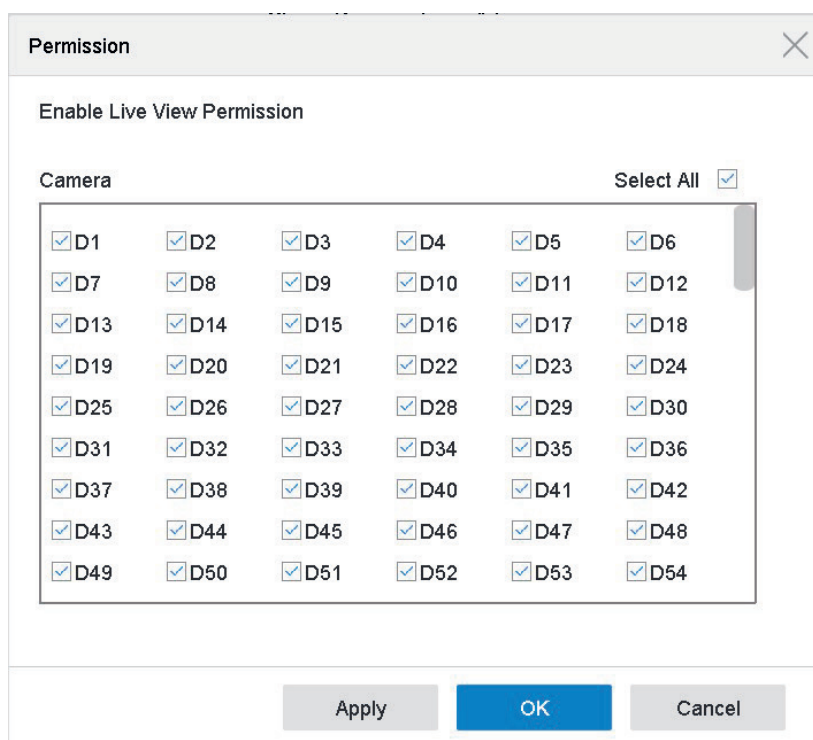 Permission
Enable Live View Permission
Camera Select All
D1 D2 D3 D4 D5 D6
D7 D8 D9 D10 D11 D12
D13 D14 D15 D16 D17 D18
D19 D20 D21 D22 D23 D24
D25 D26 D27 D28 D29 D30
D31 D32 D33 D34 D35 D36
D37 D38 D39 D40 D41 D42
D43 D44 D45 D46 D47 D48
D49 D50 D51 D52 D53 D54
Apply OK Cancel